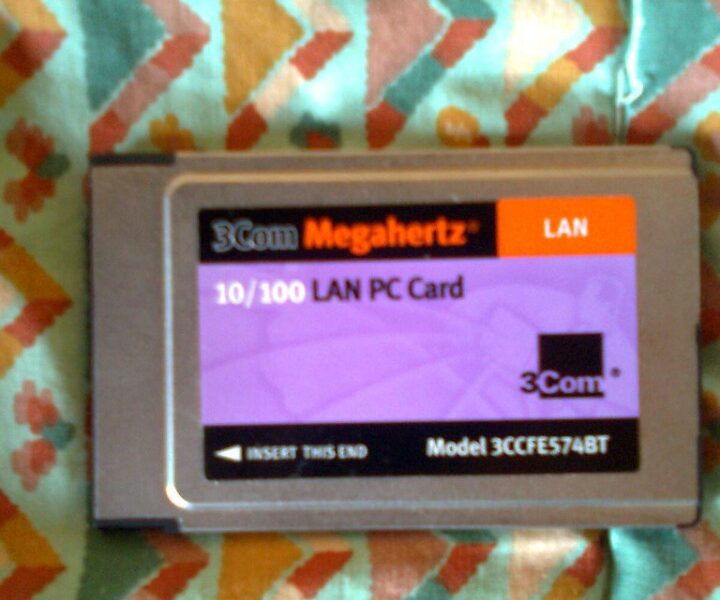 3Com Megahertz®
LAN
10/100 LAN PC Card
3Com®
INSERT THIS END
Model 3CCFE574BT